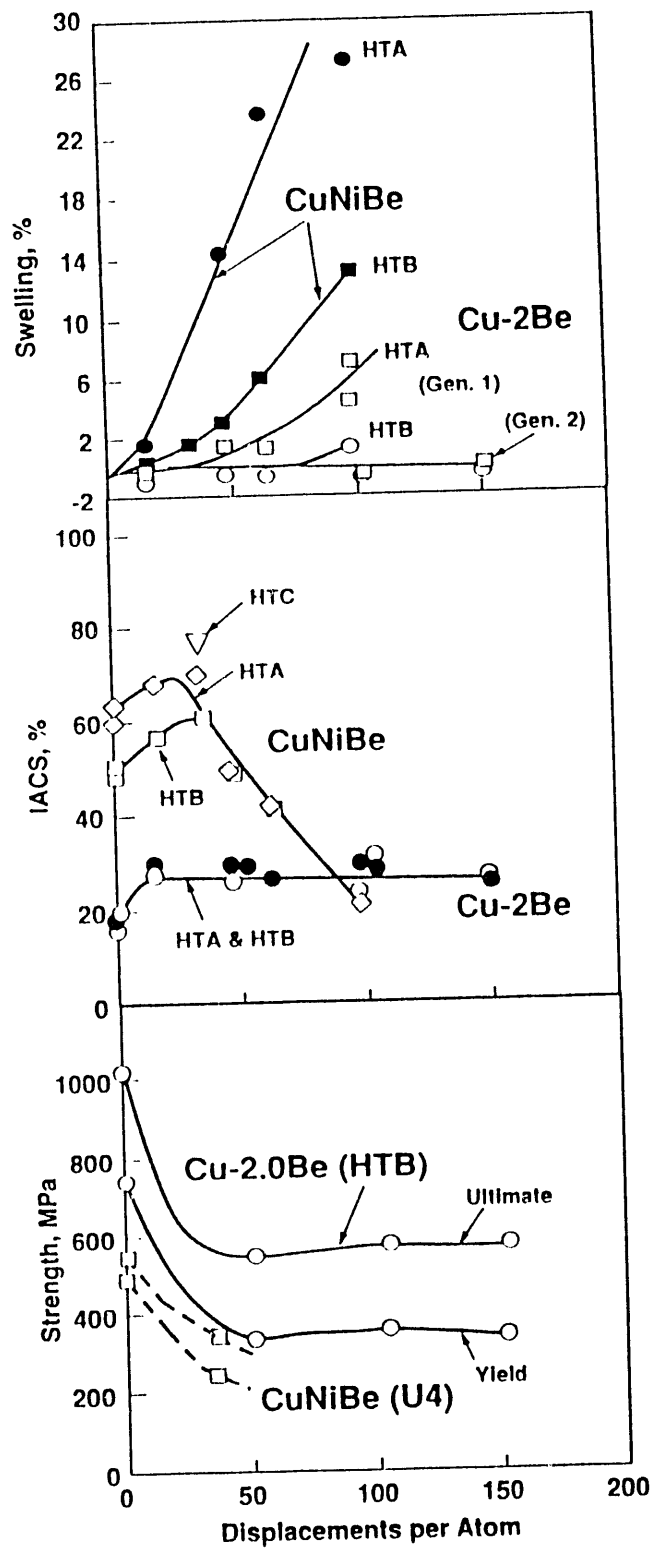 30
26
22
18
14
10
6
2
-2
Swelling, %
HTA
CuNiBe
HTB
Cu-2Be
HTA
(Gen. 1)
HTB
(Gen. 2)
100
80
60
40
20
0
IACS, %
HTC
HTA
CuNiBe
HTB
Cu-2Be
HTA & HTB
1000
800
600
400
200
0
Strength, MPa
Cu-2.0Be (HTB)
Ultimate
Yield
CuNiBe (U4)
0 50 100 150 200
Displacements per Atom